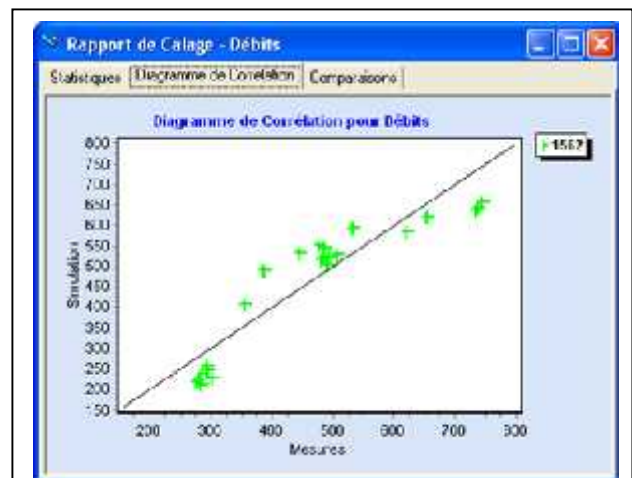 Rapport de Calage - Débits
Statistiques Diagramme de Corrélation Comparaisons
Diagramme de Corrélation pour Débits
1562
800
750
700
650
600
550
500
450
400
350
300
250
200
150
Simulation
200 300 400 500 600 700 800
Mesures